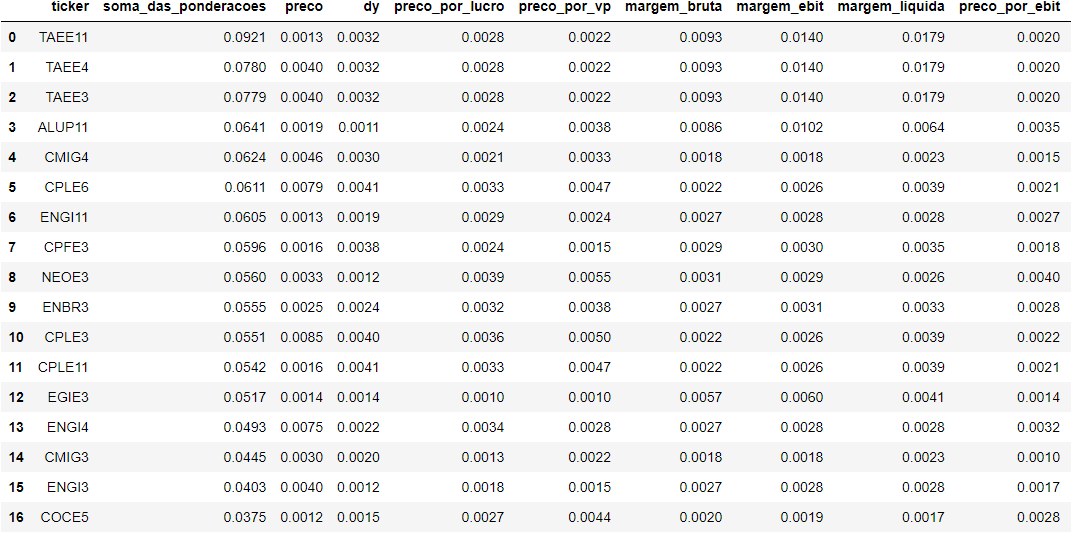 ticker soma_das_ponderacoes preco dy preco_por_lucro preco_por_vp margem_bruta margem_ebit margem_liquida preco_por_ebit
0 TAEE11 0.0921 0.0013 0.0032 0.0028 0.0022 0.0093 0.0140 0.0179 0.0020
1 TAEE4 0.0780 0.0040 0.0032 0.0028 0.0022 0.0093 0.0140 0.0179 0.0020
2 TAEE3 0.0779 0.0040 0.0032 0.0028 0.0022 0.0093 0.0140 0.0179 0.0020
3 ALUP11 0.0641 0.0019 0.0011 0.0024 0.0038 0.0086 0.0102 0.0064 0.0035
4 CMIG4 0.0624 0.0046 0.0030 0.0021 0.0033 0.0018 0.0018 0.0023 0.0015
5 CPLE6 0.0611 0.0079 0.0041 0.0033 0.0047 0.0022 0.0026 0.0039 0.0021
6 ENGI11 0.0605 0.0013 0.0019 0.0029 0.0024 0.0027 0.0028 0.0028 0.0027
7 CPFE3 0.0596 0.0016 0.0038 0.0024 0.0015 0.0029 0.0030 0.0035 0.0018
8 NEOE3 0.0560 0.0033 0.0012 0.0039 0.0055 0.0031 0.0029 0.0026 0.0040
9 ENBR3 0.0555 0.0025 0.0024 0.0032 0.0038 0.0027 0.0031 0.0033 0.0028
10 CPLE3 0.0551 0.0085 0.0040 0.0036 0.0050 0.0022 0.0026 0.0039 0.0022
11 CPLE11 0.0542 0.0016 0.0041 0.0033 0.0047 0.0022 0.0026 0.0039 0.0021
12 EGIE3 0.0517 0.0014 0.0014 0.0010 0.0010 0.0057 0.0060 0.0041 0.0014
13 ENGI4 0.0493 0.0075 0.0022 0.0034 0.0028 0.0027 0.0028 0.0028 0.0032
14 CMIG3 0.0445 0.0030 0.0020 0.0013 0.0022 0.0018 0.0018 0.0023 0.0010
15 ENGI3 0.0403 0.0040 0.0012 0.0018 0.0015 0.0027 0.0028 0.0028 0.0017
16 COCE5 0.0375 0.0012 0.0015 0.0027 0.0044 0.0020 0.0019 0.0017 0.0028